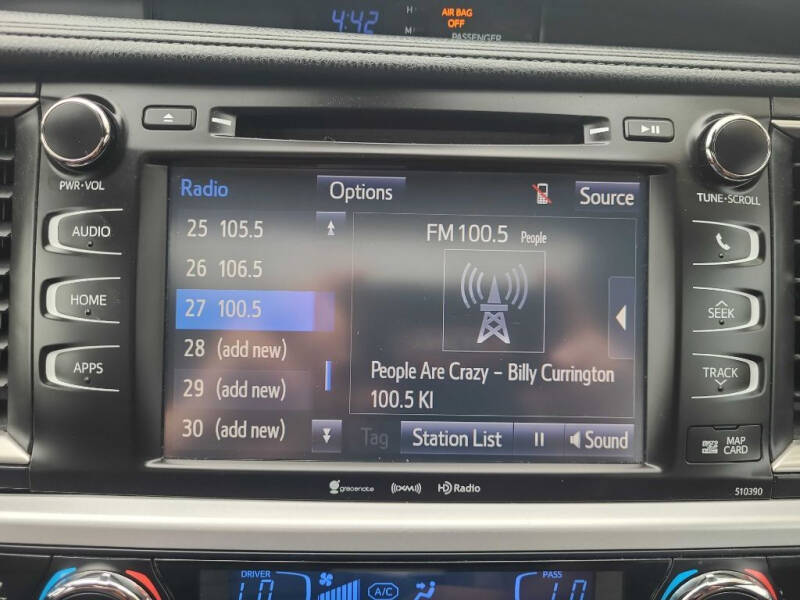 4:42
H
M
AIR BAG
OFF
PASSENGER
PWR•VOL
TUNE•SCROLL
AUDIO
HOME
APPS
SEEK
TRACK
MAP
CARD
Radio
Options
Source
25 105.5
26 106.5
27 100.5
28 (add new)
29 (add new)
30 (add new)
FM 100.5 People
People Are Crazy – Billy Currington
100.5 KI
Tag
Station List
Sound
gracenote
XM
HD Radio
510390
DRIVER
LO
A/C
PASS
LO